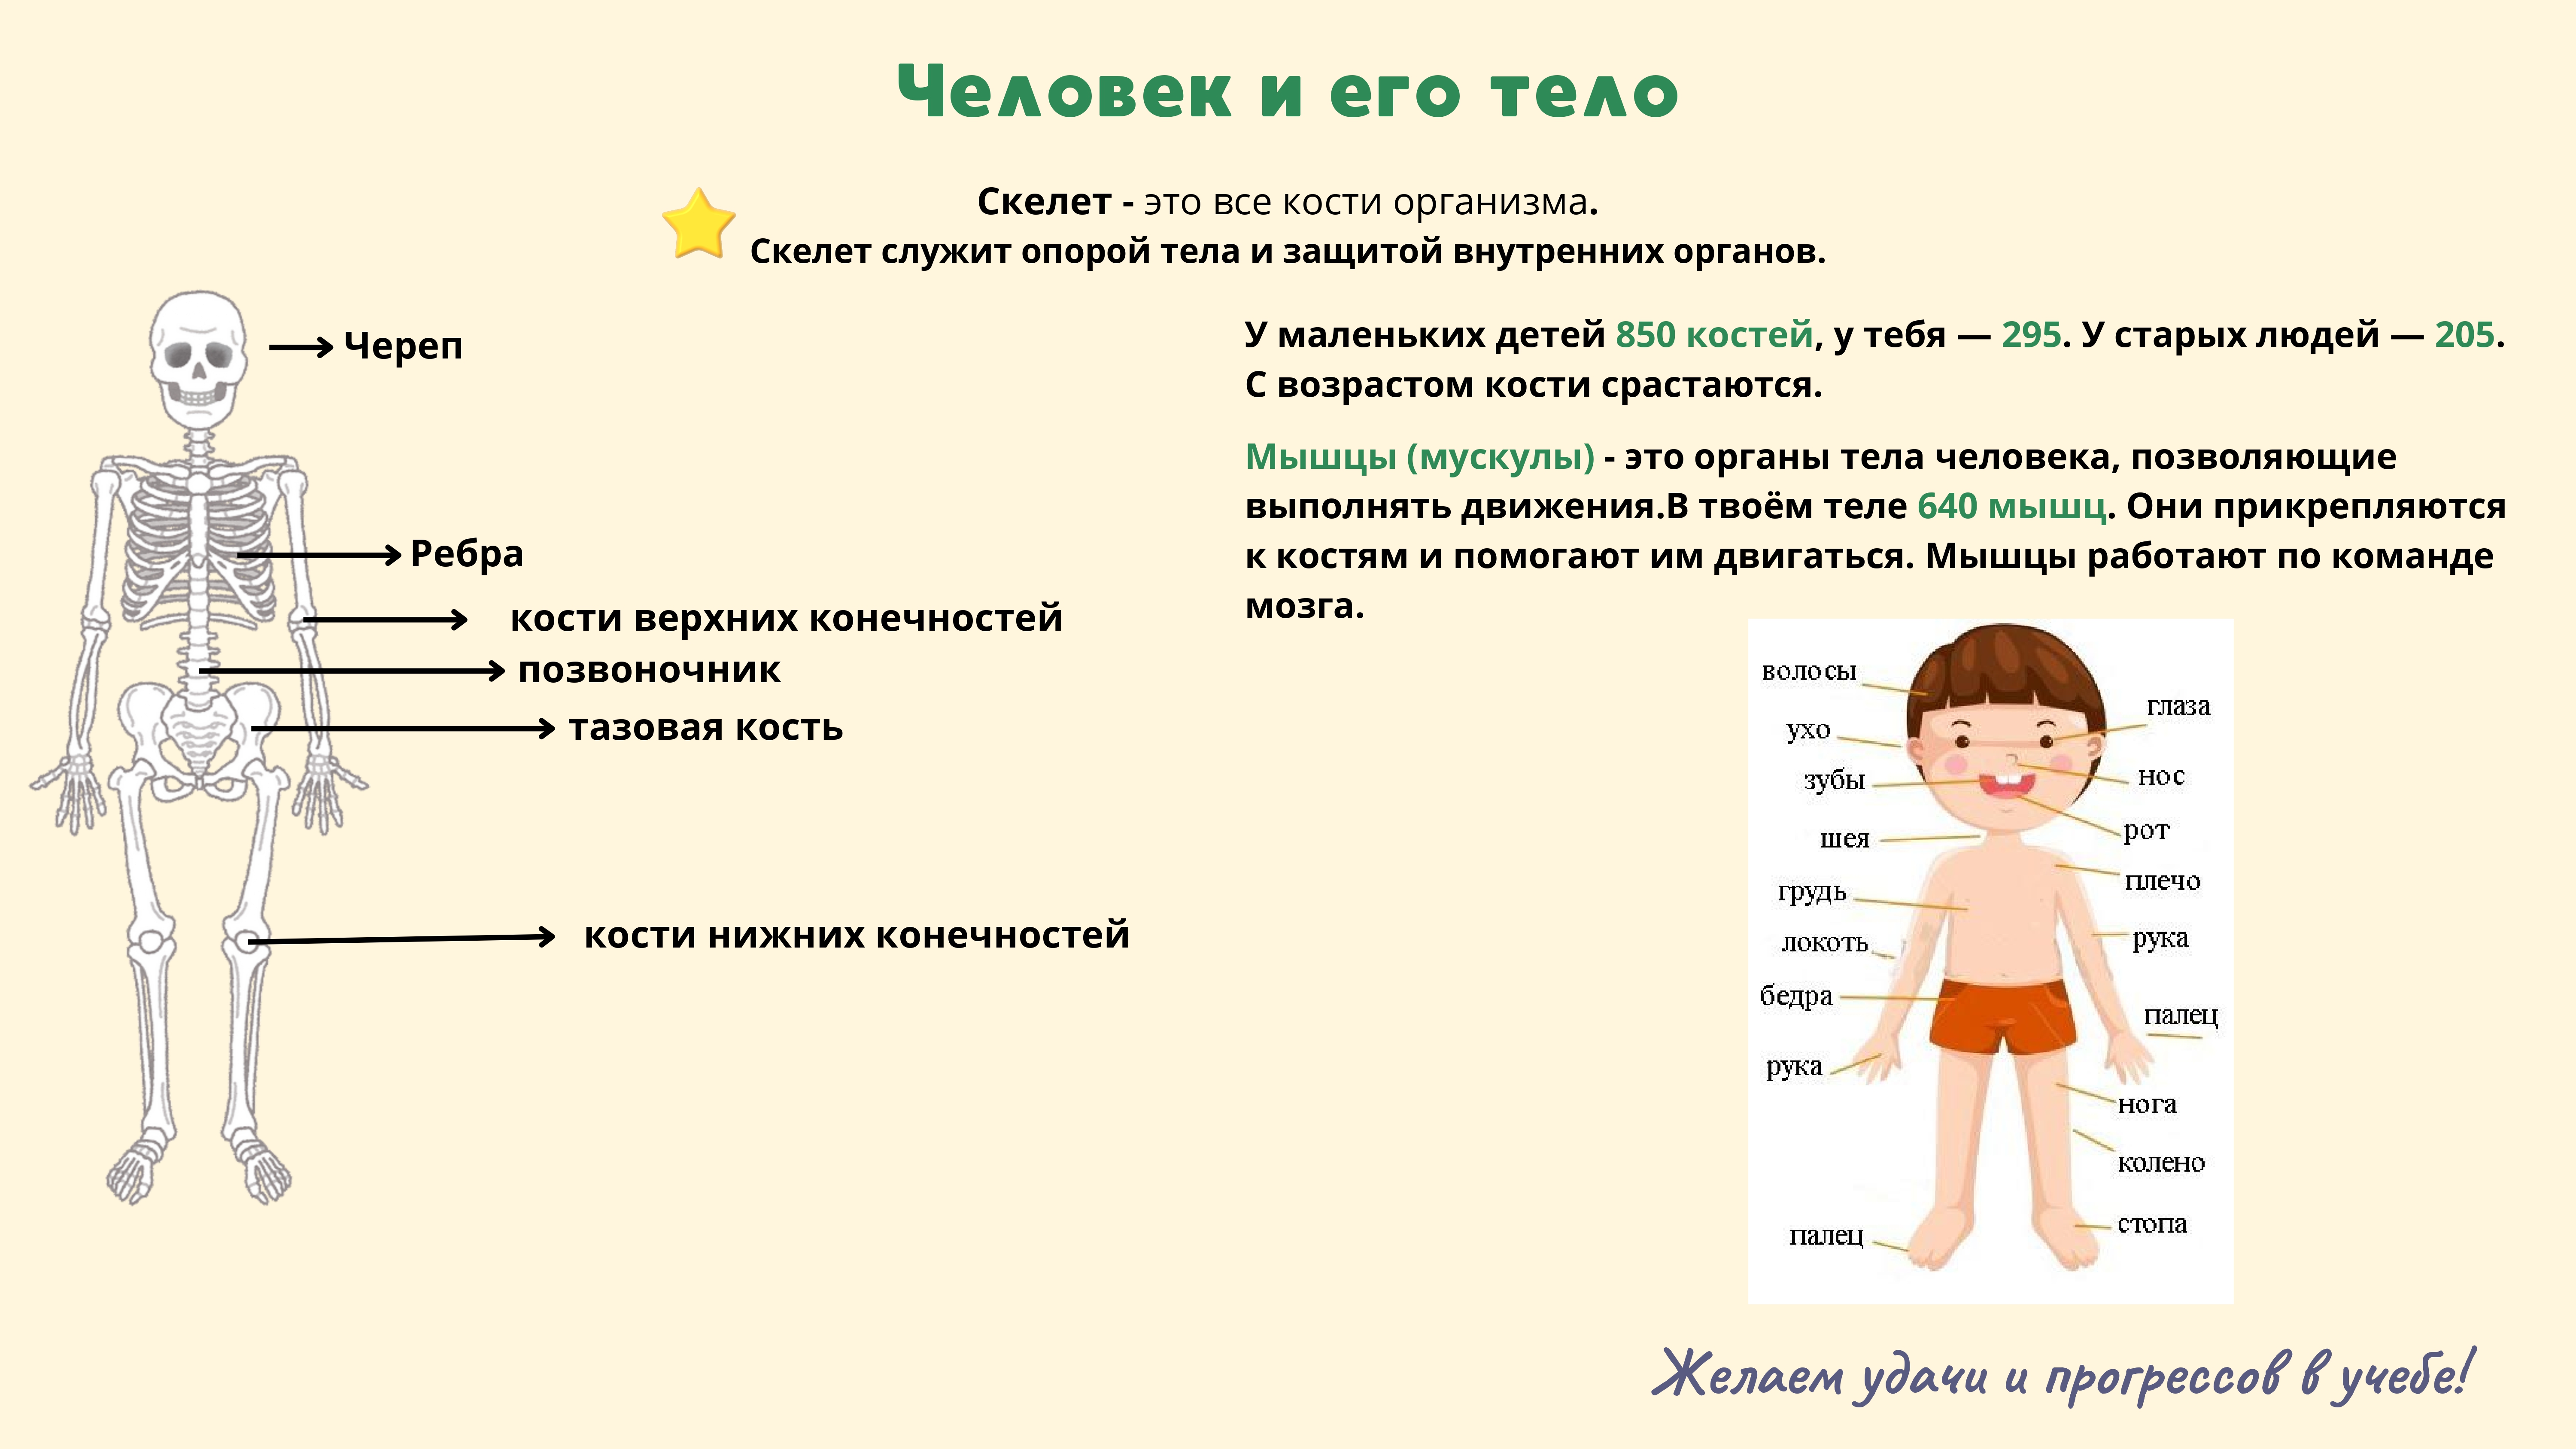 Человек и его тело
Скелет - это все кости организма.
Скелет служит опорой тела и защитой внутренних органов.
Череп
Ребра
кости верхних конечностей
позвоночник
тазовая кость
кости нижних конечностей
У маленьких детей 850 костей, у тебя — 295. У старых людей — 205.
С возрастом кости срастаются.
Мышцы (мускулы) - это органы тела человека, позволяющие
выполнять движения.В твоём теле 640 мышц. Они прикрепляются
к костям и помогают им двигаться. Мышцы работают по команде
мозга.
волосы
глаза
ухо
нос
зубы
рот
шея
плечо
грудь
рука
локоть
бедра
палец
рука
нога
колено
стопа
палец
Желаем удачи и прогрессов в учебе!